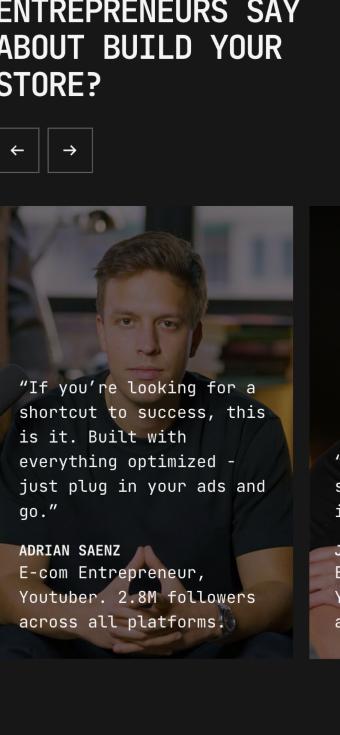 ENTREPRENEURS SAY
ABOUT BUILD YOUR
STORE?
“If you’re looking for a
shortcut to success, this
is it. Built with
everything optimized -
just plug in your ads and
go.”
ADRIAN SAENZ
E-com Entrepreneur,
Youtuber. 2.8M followers
across all platforms.